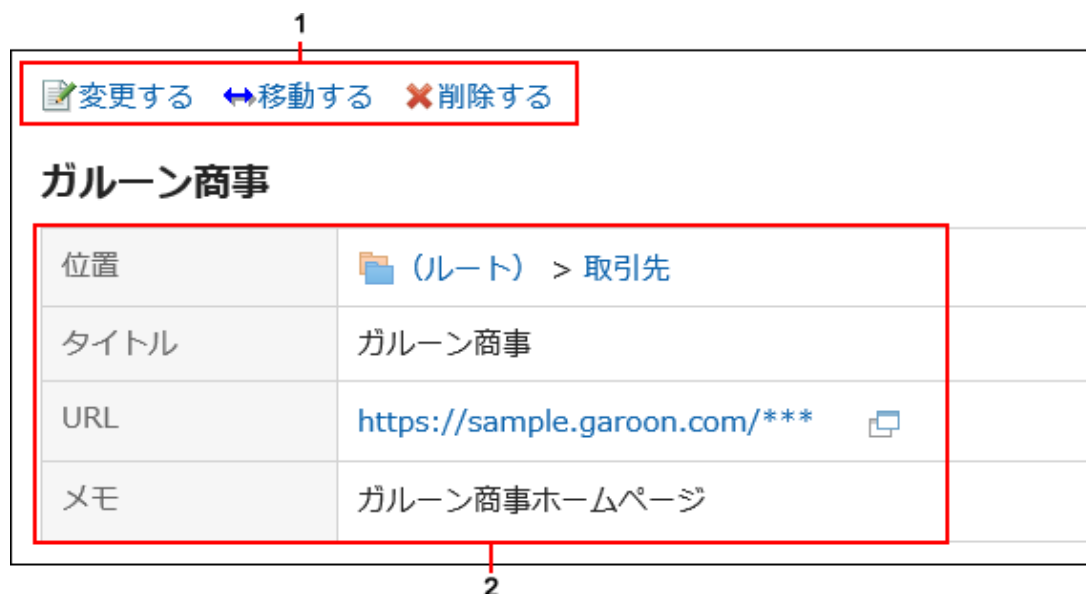 1
変更する 移動する 削除する
ガルーン商事
位置 (ルート) > 取引先
タイトル ガルーン商事
URL https://sample.garoon.com/***
メモ ガルーン商事ホームページ
2